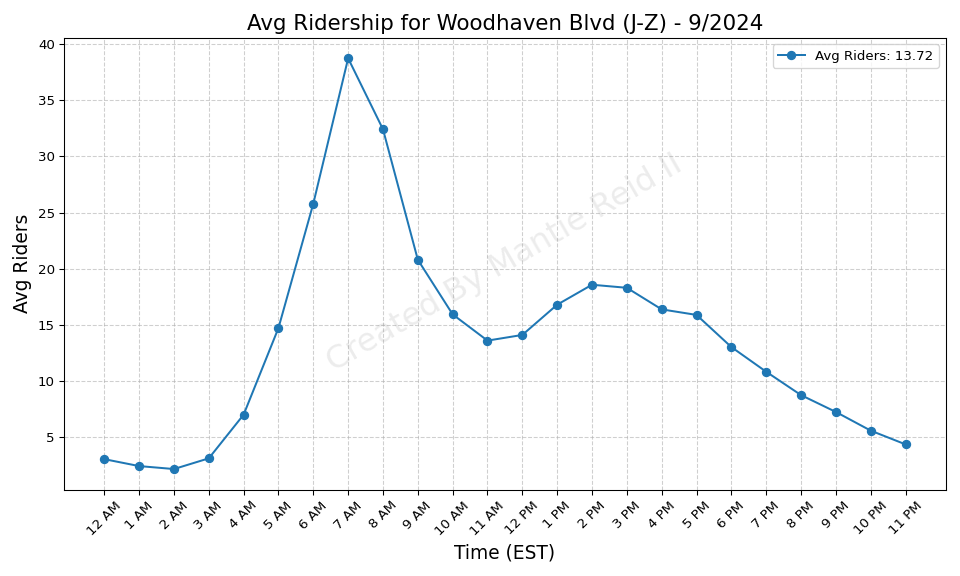 Avg Ridership for Woodhaven Blvd (J-Z) - 9/2024
Avg Riders: 13.72
Avg Riders
40
35
30
25
20
15
10
5
Created By Mantie Reid II
12 AM
1 AM
2 AM
3 AM
4 AM
5 AM
6 AM
7 AM
8 AM
9 AM
10 AM
11 AM
12 PM
1 PM
2 PM
3 PM
4 PM
5 PM
6 PM
7 PM
8 PM
9 PM
10 PM
11 PM
Time (EST)